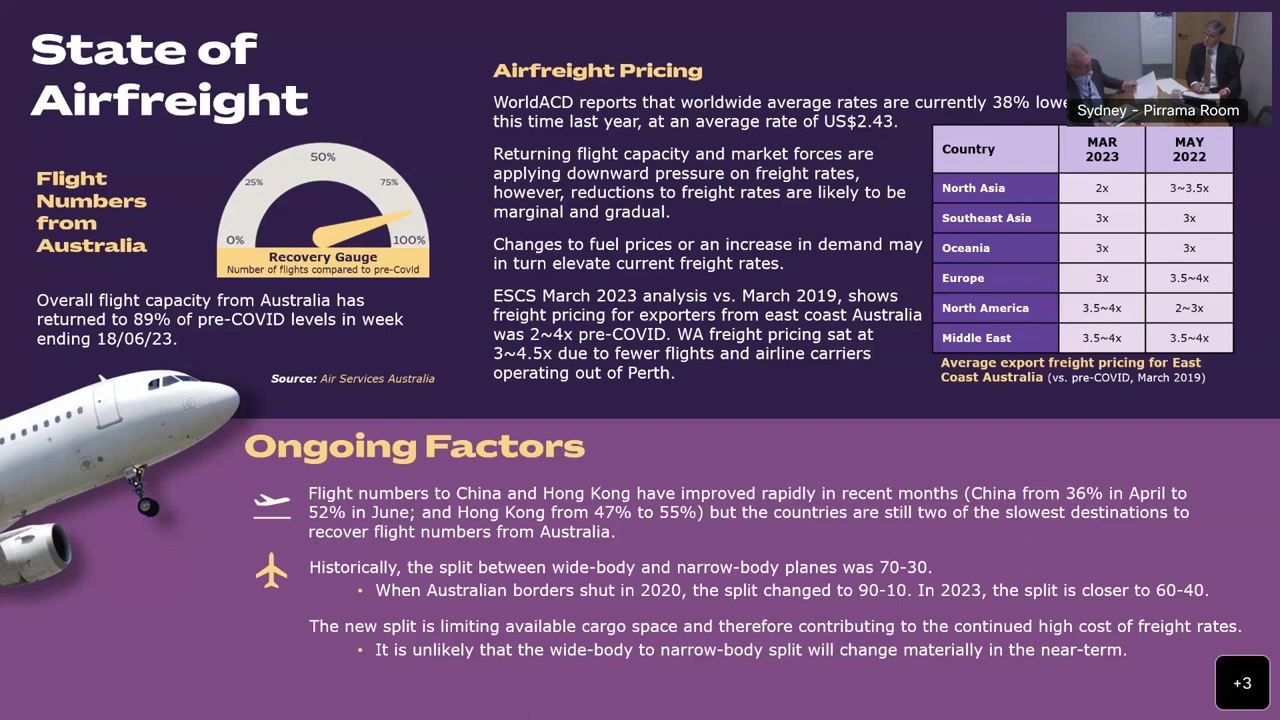 State of
Airfreight
Flight
Numbers
from
Australia
0%
25%
50%
75%
100%
Recovery Gauge
Number of flights compared to pre-Covid
Overall flight capacity from Australia has
returned to 89% of pre-COVID levels in week
ending 18/06/23.
Source: Air Services Australia
Airfreight Pricing
WorldACD reports that worldwide average rates are currently 38%
this time last year, at an average rate of US$2.43.
Returning flight capacity and market forces are
applying downward pressure on freight rates,
however, reductions to freight rates are likely to be
marginal and gradual.
Changes to fuel prices or an increase in demand may
in turn elevate current freight rates.
ESCS March 2023 analysis vs. March 2019, shows
freight pricing for exporters from east coast Australia
was 2~4x pre-COVID. WA freight pricing sat at
3~4.5x due to fewer flights and airline carriers
operating out of Perth.
Sydney - Pirrama Room
Country MAR 2023 MAY 2022
North Asia 2x 3~3.5x
Southeast Asia 3x 3x
Oceania 3x 3x
Europe 3x 3.5~4x
North America 3.5~4x 2~3x
Middle East 3.5~4x 3.5~4x
Average export freight pricing for East
Coast Australia (vs. pre-COVID, March 2019)
Ongoing Factors
Flight numbers to China and Hong Kong have improved rapidly in recent months (China from 36% in April to
52% in June; and Hong Kong from 47% to 55%) but the countries are still two of the slowest destinations to
recover flight numbers from Australia.
Historically, the split between wide-body and narrow-body planes was 70-30.
• When Australian borders shut in 2020, the split changed to 90-10. In 2023, the split is closer to 60-40.
The new split is limiting available cargo space and therefore contributing to the continued high cost of freight rates.
• It is unlikely that the wide-body to narrow-body split will change materially in the near-term.
+3